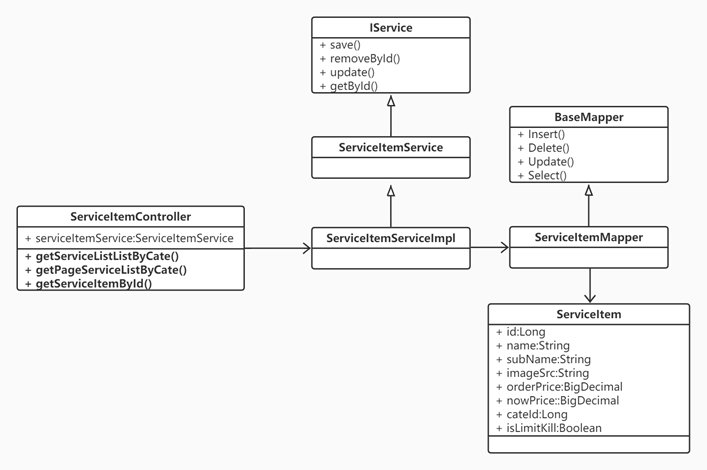 IService
+ save()
+ removeById()
+ update()
+ getById()
BaseMapper
+ Insert()
+ Delete()
+ Update()
+ Select()
ServiceItemService
ServiceItemController
+ serviceItemService:ServiceItemService
+ getServiceListListByCate()
+ getPageServiceListByCate()
+ getServiceItemById()
ServiceItemServiceImpl
ServiceItemMapper
ServiceItem
+ id:Long
+ name:String
+ subName:String
+ imageSrc:String
+ orderPrice:BigDecimal
+ nowPrice::BigDecimal
+ cateId:Long
+ isLimitKill:Boolean